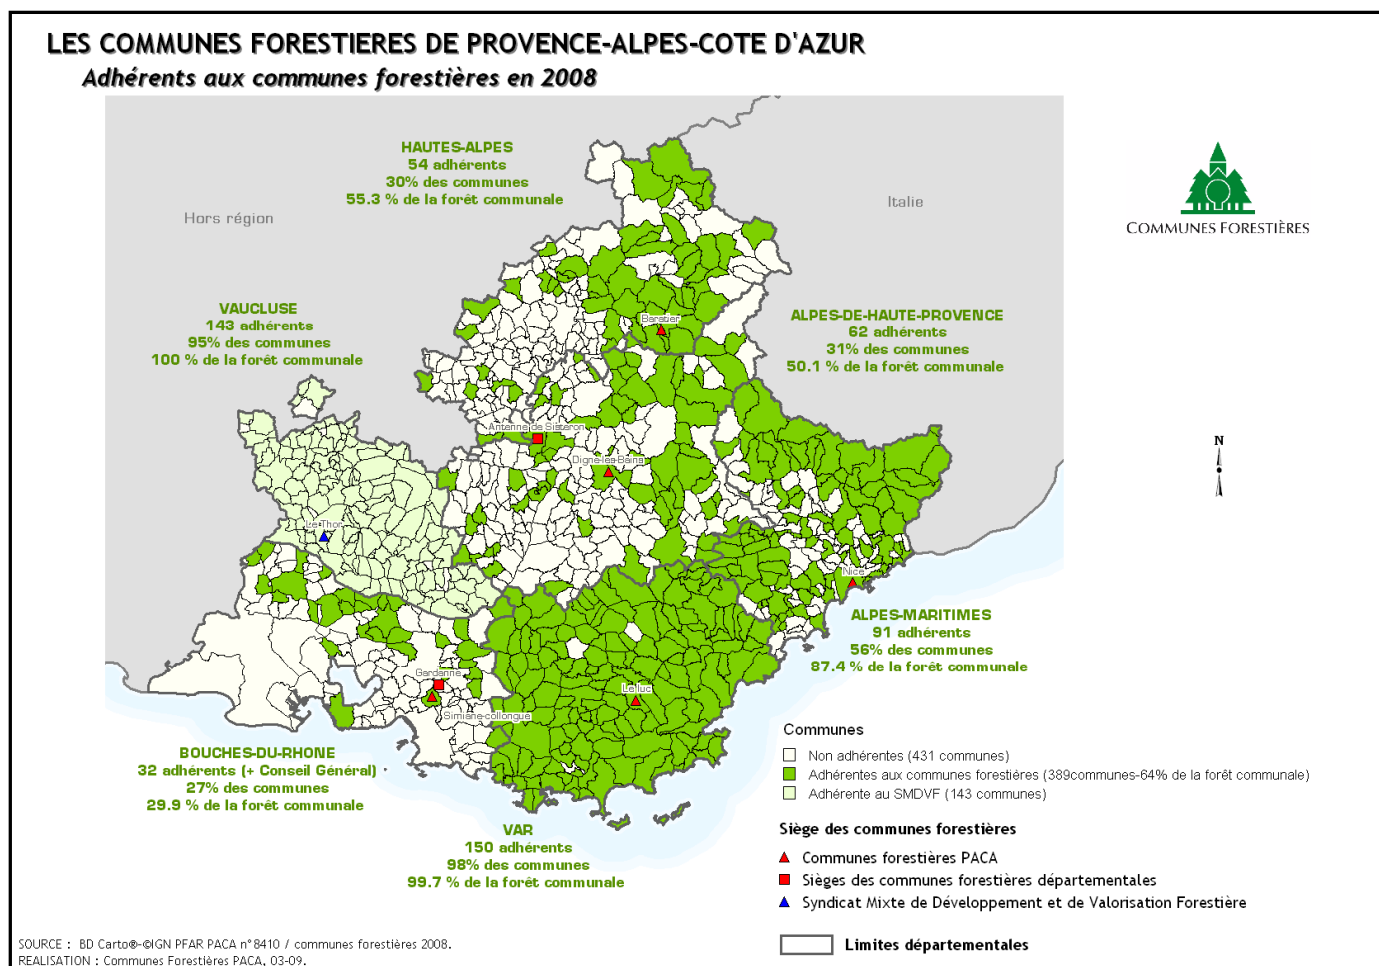 LES COMMUNES FORESTIERES DE PROVENCE-ALPES-COTE D'AZUR
Adhérents aux communes forestières en 2008
HAUTES-ALPES
54 adhérents
30% des communes
55.3 % de la forêt communale
Hors région
Italie
COMMUNES FORESTIÈRES
VAUCLUSE
143 adhérents
95% des communes
100 % de la forêt communale
Baratier
ALPES-DE-HAUTE-PROVENCE
62 adhérents
31% des communes
50.1 % de la forêt communale
Antenne de Sisteron
Digne-les-Bains
N
Le Thor
Nice
ALPES-MARITIMES
91 adhérents
56% des communes
87.4 % de la forêt communale
Gardanne
Simiane-collongue
Le luc
BOUCHES-DU-RHONE
32 adhérents (+ Conseil Général)
27% des communes
29.9 % de la forêt communale
VAR
150 adhérents
98% des communes
99.7 % de la forêt communale
Communes
Non adhérentes (431 communes)
Adhérentes aux communes forestières (389communes-64% de la forêt communale)
Adhérente au SMDVF (143 communes)
Siège des communes forestières
Communes forestières PACA
Sièges des communes forestières départementales
Syndicat Mixte de Développement et de Valorisation Forestière
Limites départementales
SOURCE : BD Carto®-©IGN PFAR PACA n°8410 / communes forestières 2008.
REALISATION : Communes Forestières PACA, 03-09.